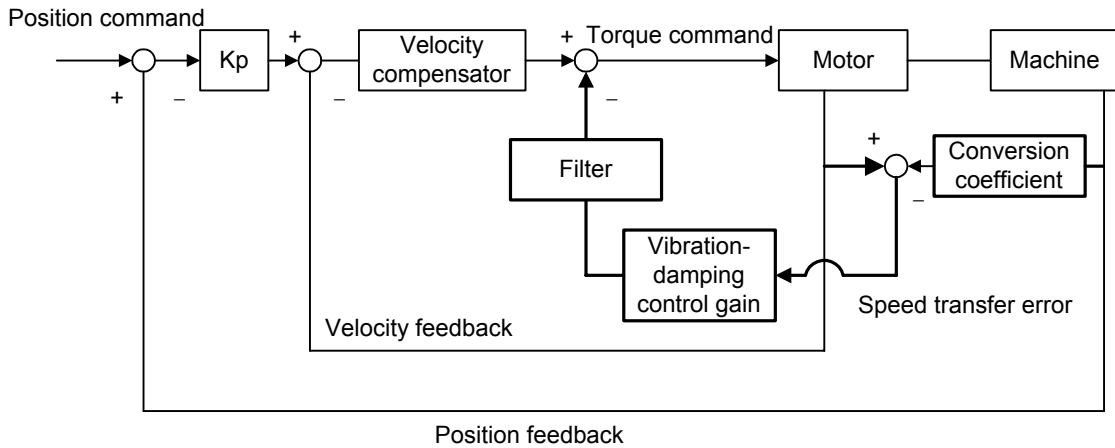 Position command
+
−
Kp
+
−
Velocity
compensator
+
−
Torque command
Motor
Machine
+
−
Conversion
coefficient
Filter
Vibration-
damping
control gain
Speed transfer error
Velocity feedback
Position feedback